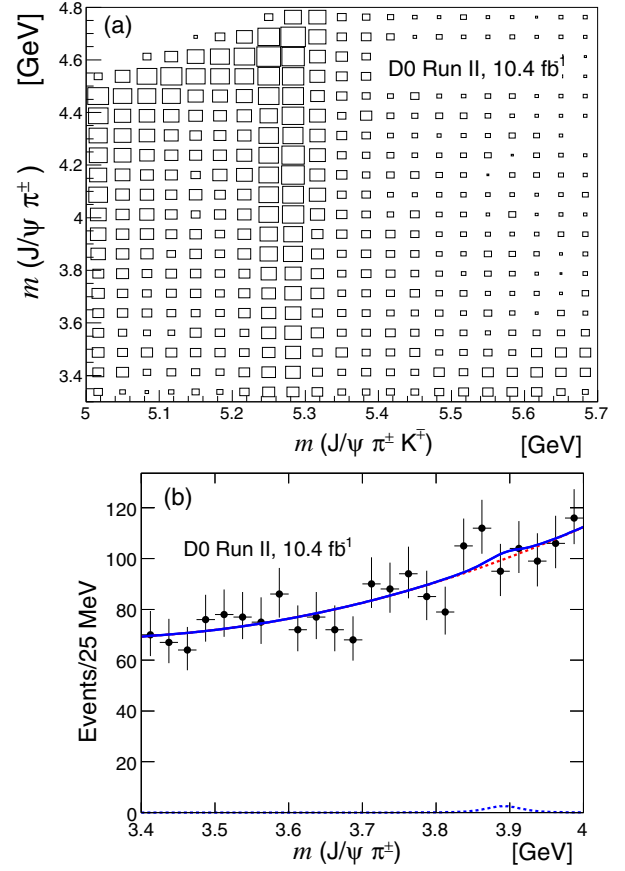 (a)
D0 Run II, 10.4 fb⁻¹
4.8
4.6
4.4
4.2
4
3.8
3.6
3.4
m (J/ψ π±) [GeV]
5 5.1 5.2 5.3 5.4 5.5 5.6 5.7
m (J/ψ π± K∓) [GeV]
(b)
D0 Run II, 10.4 fb⁻¹
120
100
80
60
40
20
0
Events/25 MeV
3.4 3.5 3.6 3.7 3.8 3.9 4
m (J/ψ π±) [GeV]